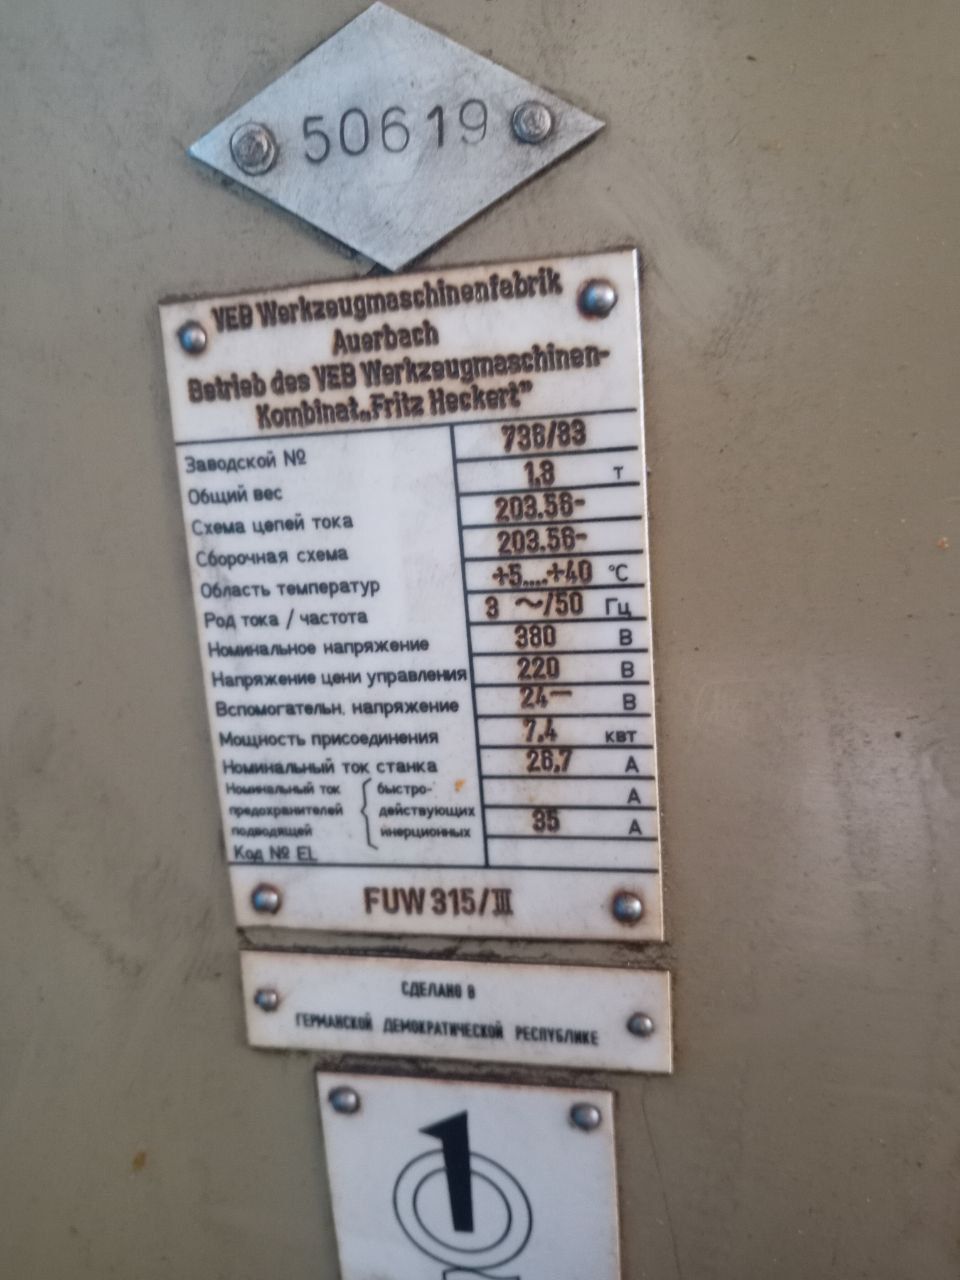 50619
VEB Werkzeugmaschinenfabrik
Auerbach
Betrieb des VEB Werkzeugmaschinen-
Kombinat „Fritz Heckert”
Заводской № 736/83
Общий вес 1,8 т
Схема цепей тока 203.56-
Сборочная схема 203.56-
Область температур +5....+40 °C
Род тока / частота 3 ~/50 Гц
Номинальное напряжение 380 В
Напряжение цени управления 220 В
Вспомогательн. напряжение 24— В
Мощность присоединения 7,4 квт
Номинальный ток станка 26,7 А
Номинальный ток быстро- А
предохранителей действующих
подводящей инерционных 35 А
Код № EL
FUW 315/III
СДЕЛАНО В
ГЕРМАНСКОЙ ДЕМОКРАТИЧЕСКОЙ РЕСПУБЛИКЕ
1